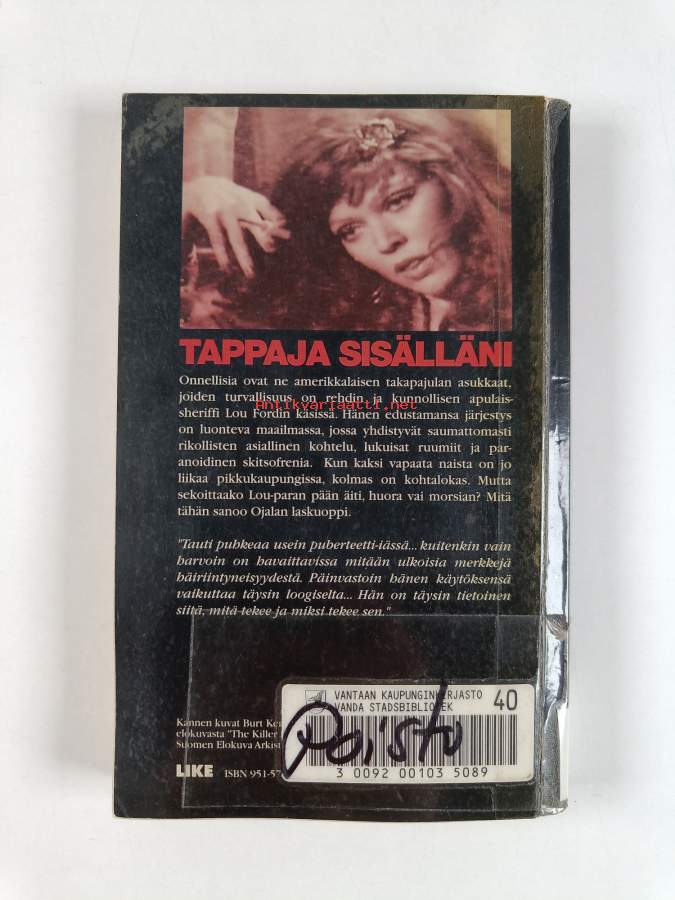 TAPPAJA SISÄLLÄNI
Onnellisia ovat ne amerikkalaisen takapajulan asukkaat,
joiden turvallisuus on rehdin ja kunnollisen apulais-
Antikvariaatti.net
sheriffi Lou Fordin käsissä. Hänen edustamansa järjestys
on luonteva maailmassa, jossa yhdistyvät saumattomasti
rikollisten asiallinen kohtelu, lukuisat ruumiit ja par-
anoidinen skitsofrenia. Kun kaksi vapaata naista on jo
liikaa pikkukaupungissa, kolmas on kohtalokas. Mutta
sekoittaako Lou-paran pään äiti, huora vai morsian? Mitä
tähän sanoo Ojalan laskuoppi.
"Tauti puhkeaa usein puberteetti-iässä... kuitenkin vain
harvoin on havaittavissa mitään ulkoisia merkkejä
häiriintyneisyydestä. Päinvastoin hänen käytöksensä
vaikuttaa täysin loogiselta... Hän on täysin tietoinen
siitä, mitä tekee ja miksi tekee sen."
VANTAAN KAUPUNGINKIRJASTO 40
VANDA STADSBIBLIOTEK
Poisto
3 0092 00103 5089
Kannen kuvat Burt
elokuvasta "The Killer
Suomen Elokuva
LIKE ISBN 951-57